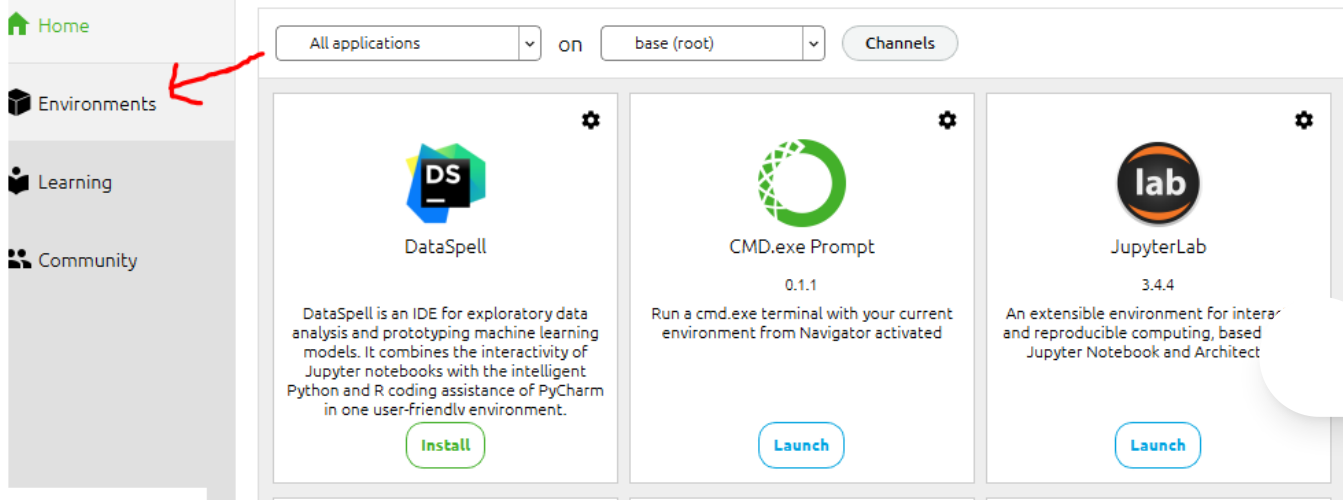 Home
Environments
Learning
Community
All applications
on
base (root)
Channels
DS
DataSpell
DataSpell is an IDE for exploratory data
analysis and prototyping machine learning
models. It combines the interactivity of
Jupyter notebooks with the intelligent
Python and R coding assistance of PyCharm
in one user-friendly environment.
Install
CMD.exe Prompt
0.1.1
Run a cmd.exe terminal with your current
environment from Navigator activated
Launch
lab
JupyterLab
3.4.4
An extensible environment for
and reproducible computing, based
Jupyter Notebook and
Launch